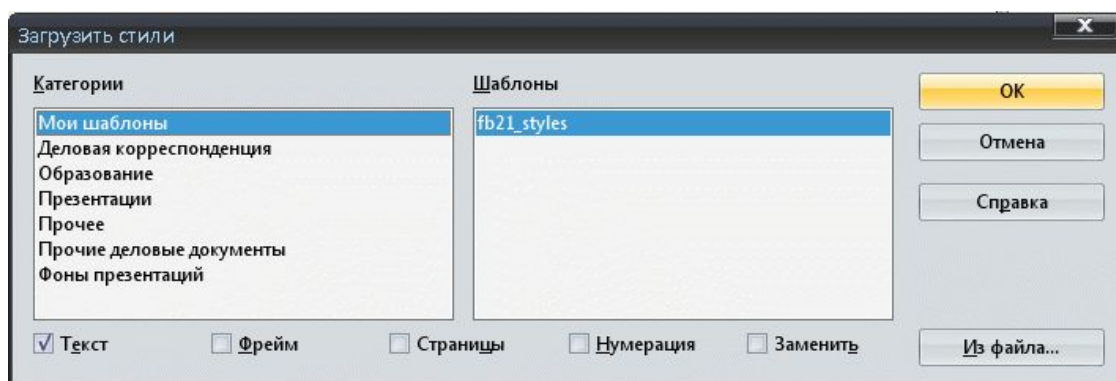 Загрузить стили
Категории
Шаблоны
Мои шаблоны
Деловая корреспонденция
Образование
Презентации
Прочее
Прочие деловые документы
Фоны презентаций
fb21_styles
OK
Отмена
Справка
Текст
Фрейм
Страницы
Нумерация
Заменить
Из файла...